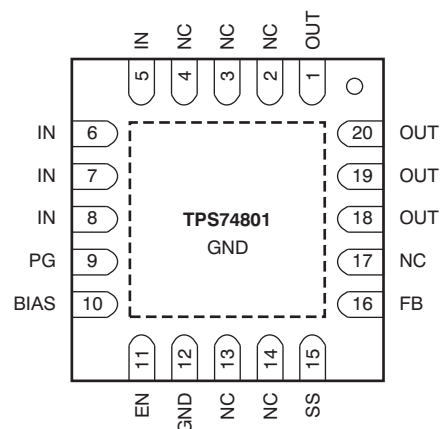 IN NC NC NC OUT
5 4 3 2 1
IN 6 20 OUT
IN 7 19 OUT
IN 8 TPS74801 18 OUT
PG 9 GND 17 NC
BIAS 10 16 FB
11 12 13 14 15
EN GND NC NC SS